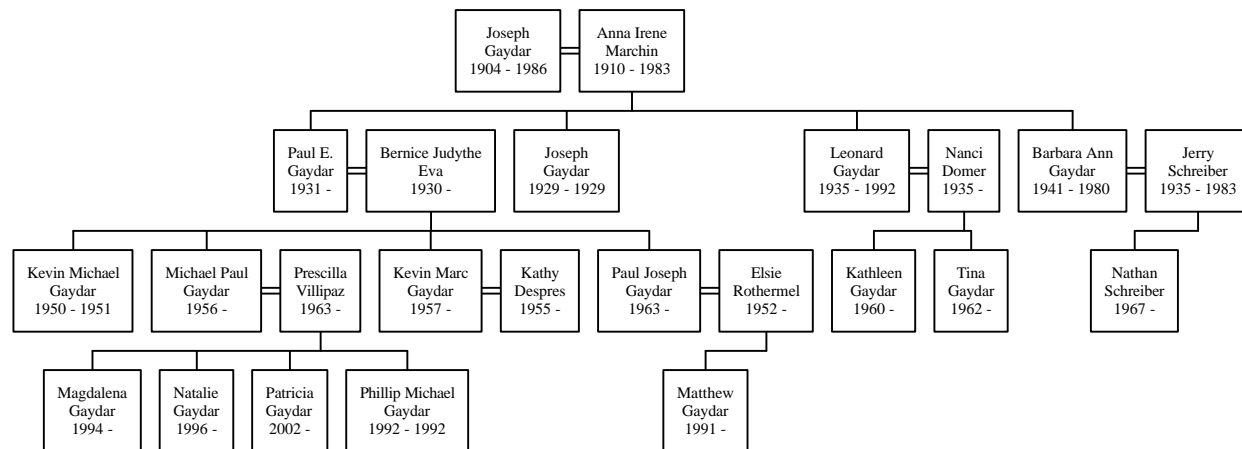 Joseph
Gaydar
1904 - 1986
Anna Irene
Marchin
1910 - 1983
Paul E.
Gaydar
1931 -
Bernice Judythe
Eva
1930 -
Joseph
Gaydar
1929 - 1929
Leonard
Gaydar
1935 - 1992
Nanci
Domer
1935 -
Barbara Ann
Gaydar
1941 - 1980
Jerry
Schreiber
1935 - 1983
Kevin Michael
Gaydar
1950 - 1951
Michael Paul
Gaydar
1956 -
Prescilla
Villipaz
1963 -
Kevin Marc
Gaydar
1957 -
Kathy
Despres
1955 -
Paul Joseph
Gaydar
1963 -
Elsie
Rothermel
1952 -
Kathleen
Gaydar
1960 -
Tina
Gaydar
1962 -
Nathan
Schreiber
1967 -
Magdalena
Gaydar
1994 -
Natalie
Gaydar
1996 -
Patricia
Gaydar
2002 -
Phillip Michael
Gaydar
1992 - 1992
Matthew
Gaydar
1991 -